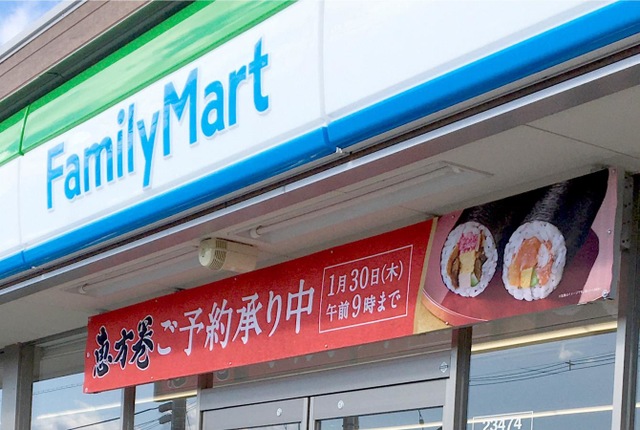 FamilyMart
恵方巻ご予約承り中
1月30日(木)
午前9時まで
23474